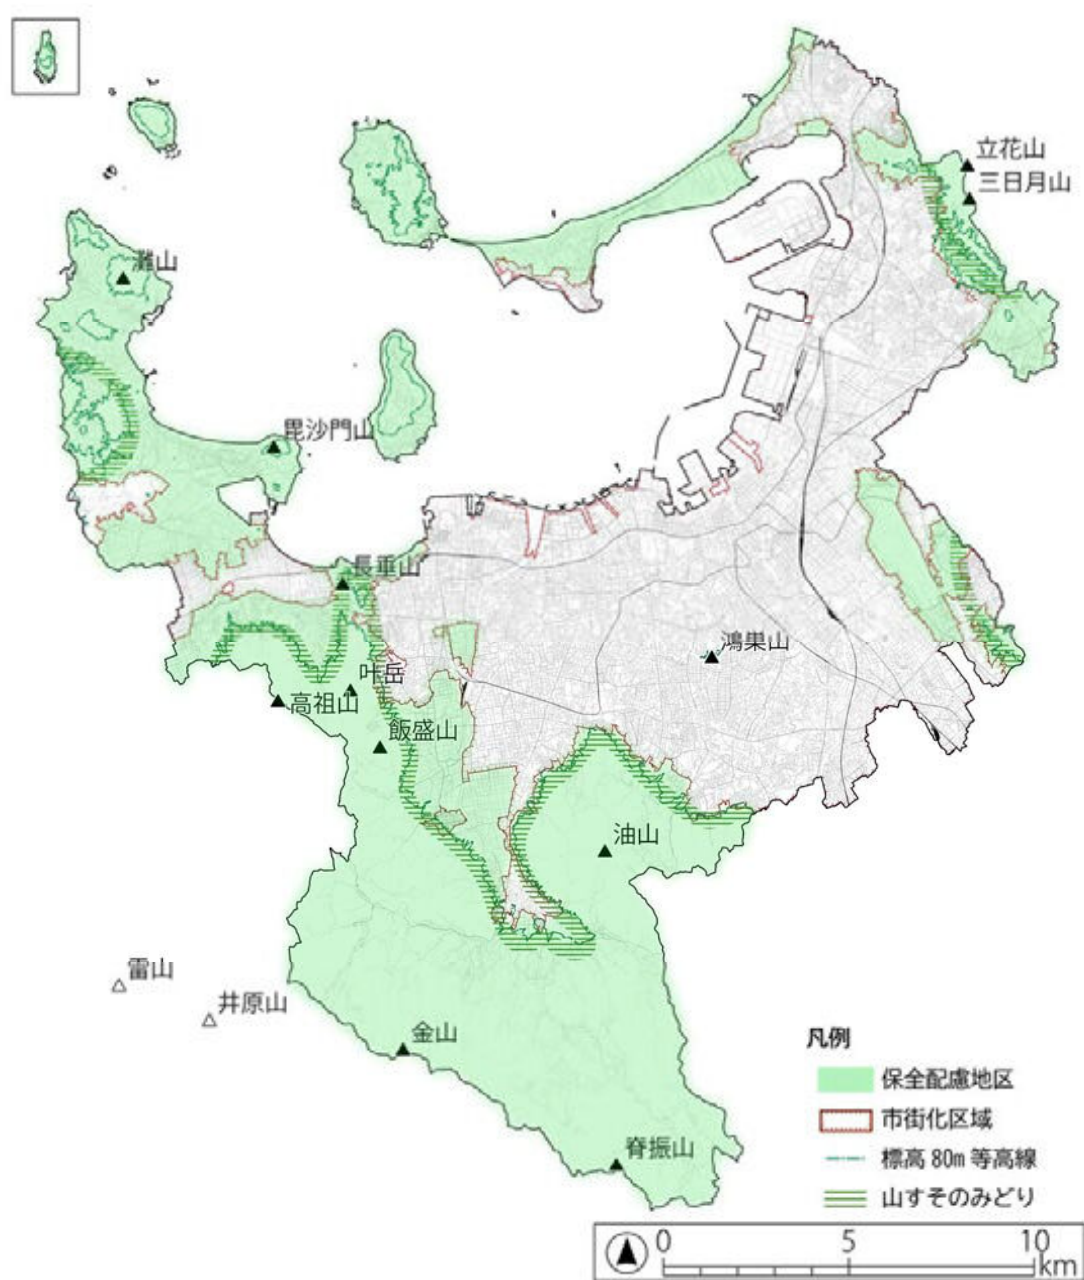 立花山
三日月山
灘山
毘沙門山
長垂山
鴻巣山
叶岳
高祖山
飯盛山
油山
雷山
井原山
金山
脊振山
凡例
保全配慮地区
市街化区域
標高80m等高線
山すそのみどり
0 5 10
km